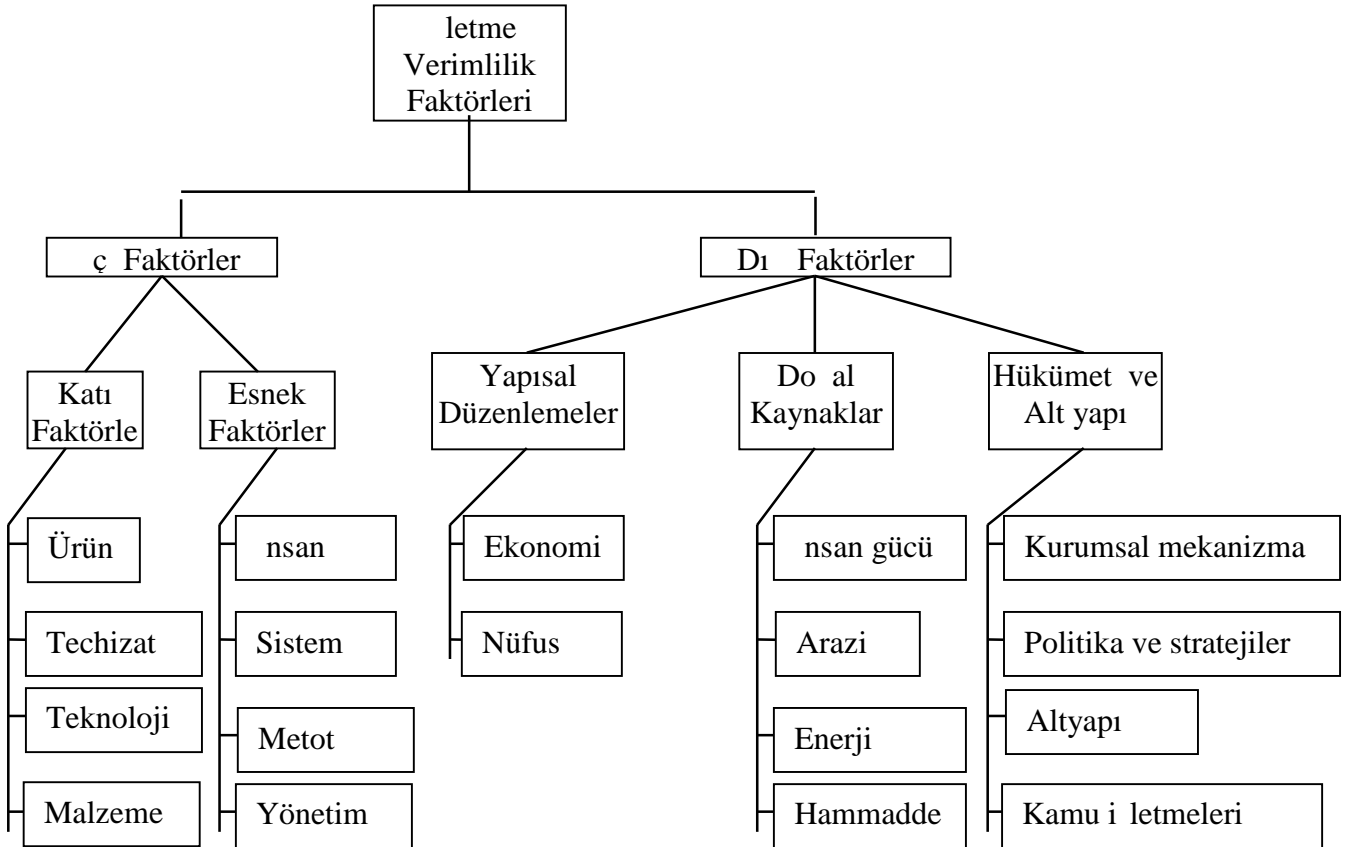 letme
Verimlilik
Faktörleri
ç Faktörler
Dı Faktörler
Katı
Faktörle
Esnek
Faktörler
Yapısal
Düzenlemeler
Do al
Kaynaklar
Hükümet ve
Alt yapı
Ürün
Techizat
Teknoloji
Malzeme
nsan
Sistem
Metot
Yönetim
Ekonomi
Nüfus
nsan gücü
Arazi
Enerji
Hammadde
Kurumsal mekanizma
Politika ve stratejiler
Altyapı
Kamu i letmeleri